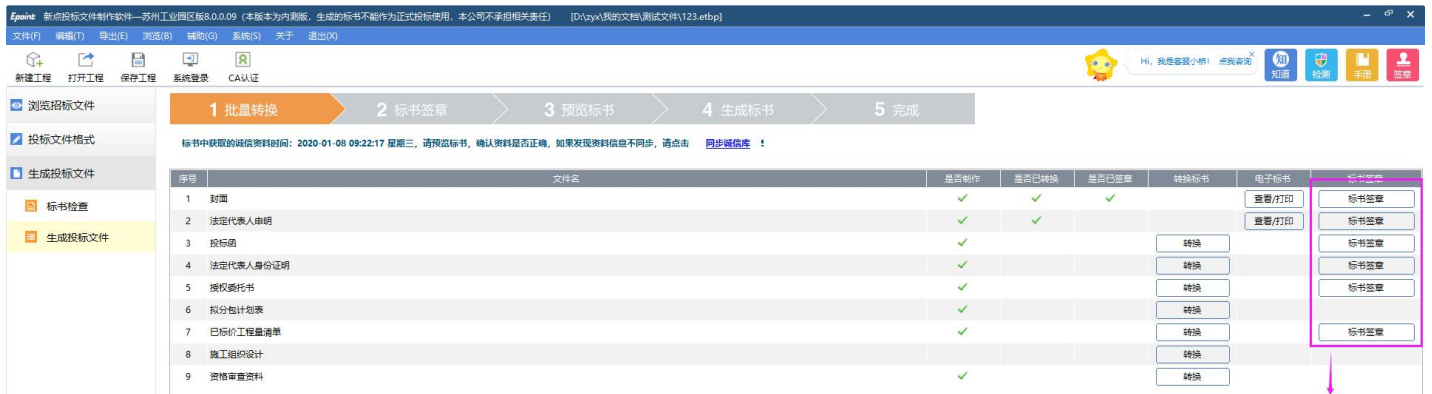 Epoint 新点投标文件制作软件—苏州工业园区版8.0.0.09（本版本为内测版，生成的标书不能作为正式投标使用，本公司不承担相关责任） [D:\zyx\我的文档\测试文件\123.etbp]
文件(F) 编辑(T) 导出(E) 浏览(B) 辅助(G) 系统(S) 关于 退出(X)
新建工程 打开工程 保存工程 系统登录 CA认证 Hi，我是客服小桥！ 点我咨询 知道 检测 手册 签章
浏览招标文件
投标文件格式
生成投标文件
标书检查
生成投标文件
1 批量转换 2 标书签章 3 预览标书 4 生成标书 5 完成
标书中获取的诚信资料时间：2020-01-08 09:22:17 星期三，请预览标书，确认资料是否正确，如果发现资料信息不同步，请点击 同步诚信库 ！
序号 文件名 是否制作 是否已转换 是否已签章 转换标书 电子标书 标书签章
1 封面 查看/打印 标书签章
2 法定代表人申明 查看/打印 标书签章
3 投标函 转换 标书签章
4 法定代表人身份证明 转换 标书签章
5 授权委托书 转换 标书签章
6 拟分包计划表 转换
7 已标价工程量清单 转换 标书签章
8 施工组织设计 转换
9 资格审查资料 转换